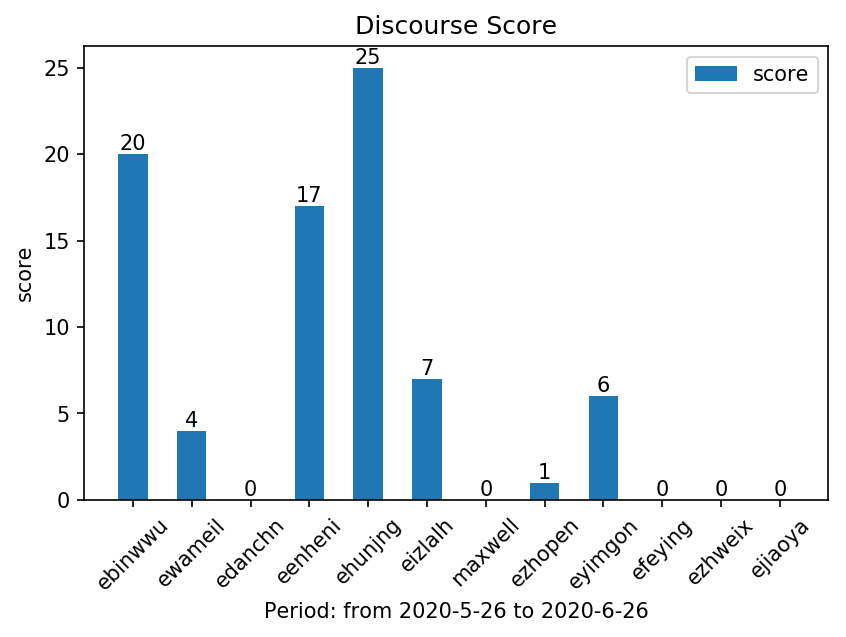 Discourse Score
score
25
20
15
10
5
0
score
20
4
0
17
25
7
0
1
6
0
0
0
ebinwwu
ewameil
edanchn
eenheni
ehunjng
eizlalh
maxwell
ezhopen
eyimgon
efeying
ezhweix
ejiaoya
Period: from 2020-5-26 to 2020-6-26